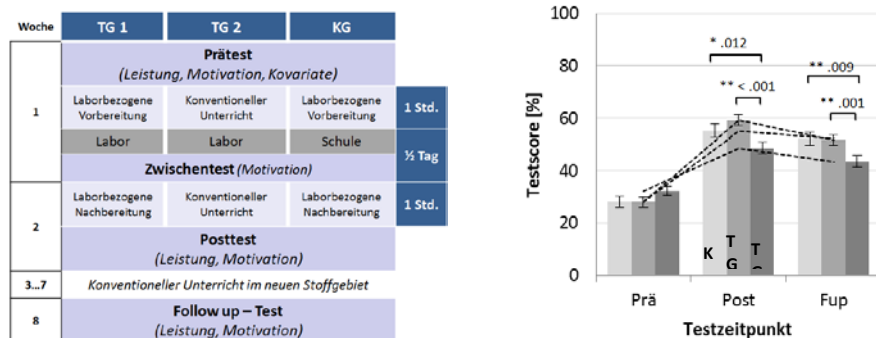 Woche TG 1 TG 2 KG
Prätest
(Leistung, Motivation, Kovariate)
1
Laborbezogene Konventioneller Laborbezogene
Vorbereitung Unterricht Vorbereitung
1 Std.
Labor Labor Schule
½ Tag
Zwischentest (Motivation)
2
Laborbezogene Konventioneller Laborbezogene
Nachbereitung Unterricht Nachbereitung
1 Std.
Posttest
(Leistung, Motivation)
3...7 Konventioneller Unterricht im neuen Stoffgebiet
8
Follow up – Test
(Leistung, Motivation)
Testscore [%]
100
80
60
40
20
0
* .012
** < .001
** .009
** .001
K T T
G
Prä Post Fup
Testzeitpunkt